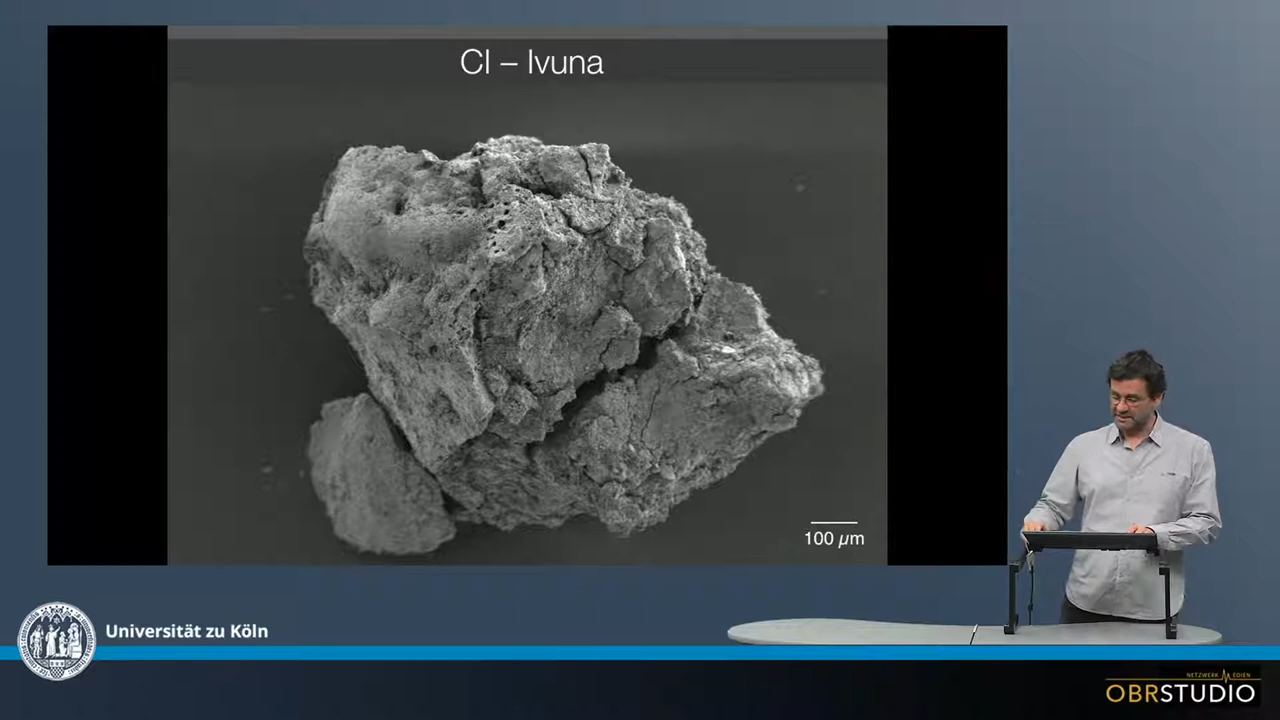 CI – Ivuna
100 µm
Universität zu Köln
NETZWERK MEDIEN
OBRSTUDIO